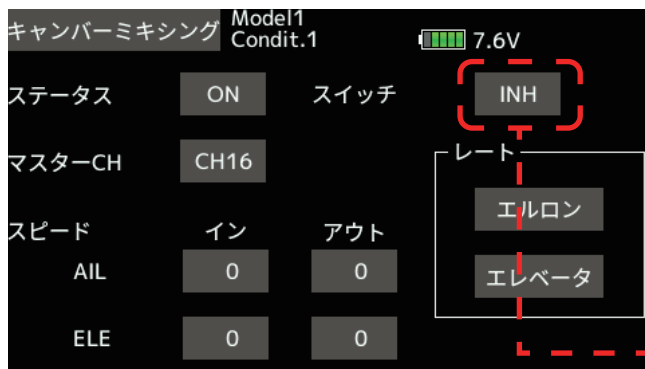 キャンバーミキシング Model1
Condit.1 7.6V
ステータス ON スイッチ INH
レート
マスターCH CH16
エルロン
スピード イン アウト
AIL 0 0 エレベータ
ELE 0 0